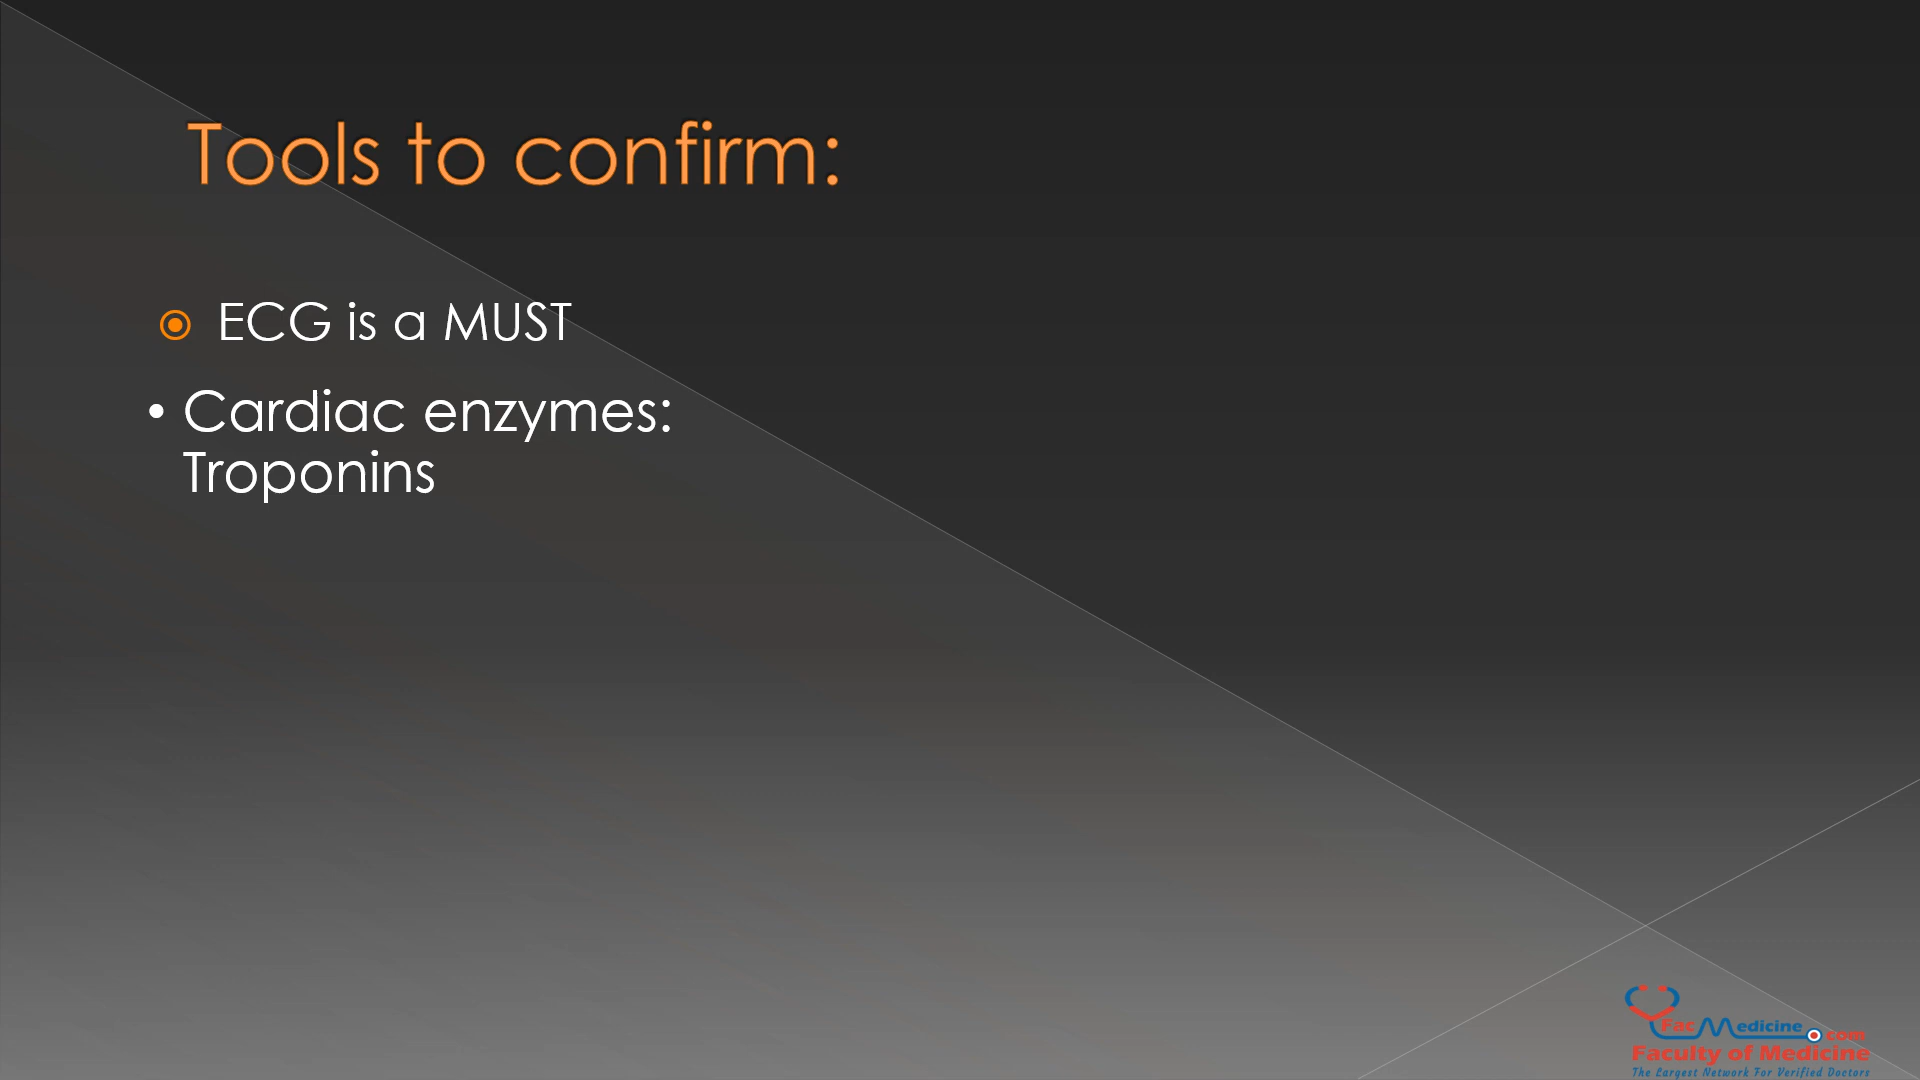 Tools to confirm:
ECG is a MUST
• Cardiac enzymes:
Troponins
FacMedicine.com
Faculty of Medicine
The Largest Network For Verified Doctors